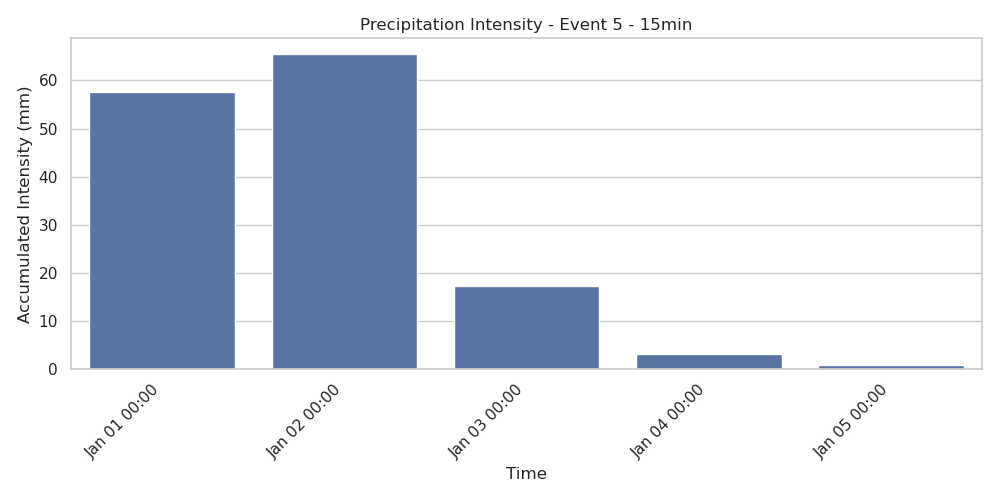 Precipitation Intensity - Event 5 - 15min
Accumulated Intensity (mm)
60
50
40
30
20
10
0
Jan 01 00:00
Jan 02 00:00
Jan 03 00:00
Jan 04 00:00
Jan 05 00:00
Time